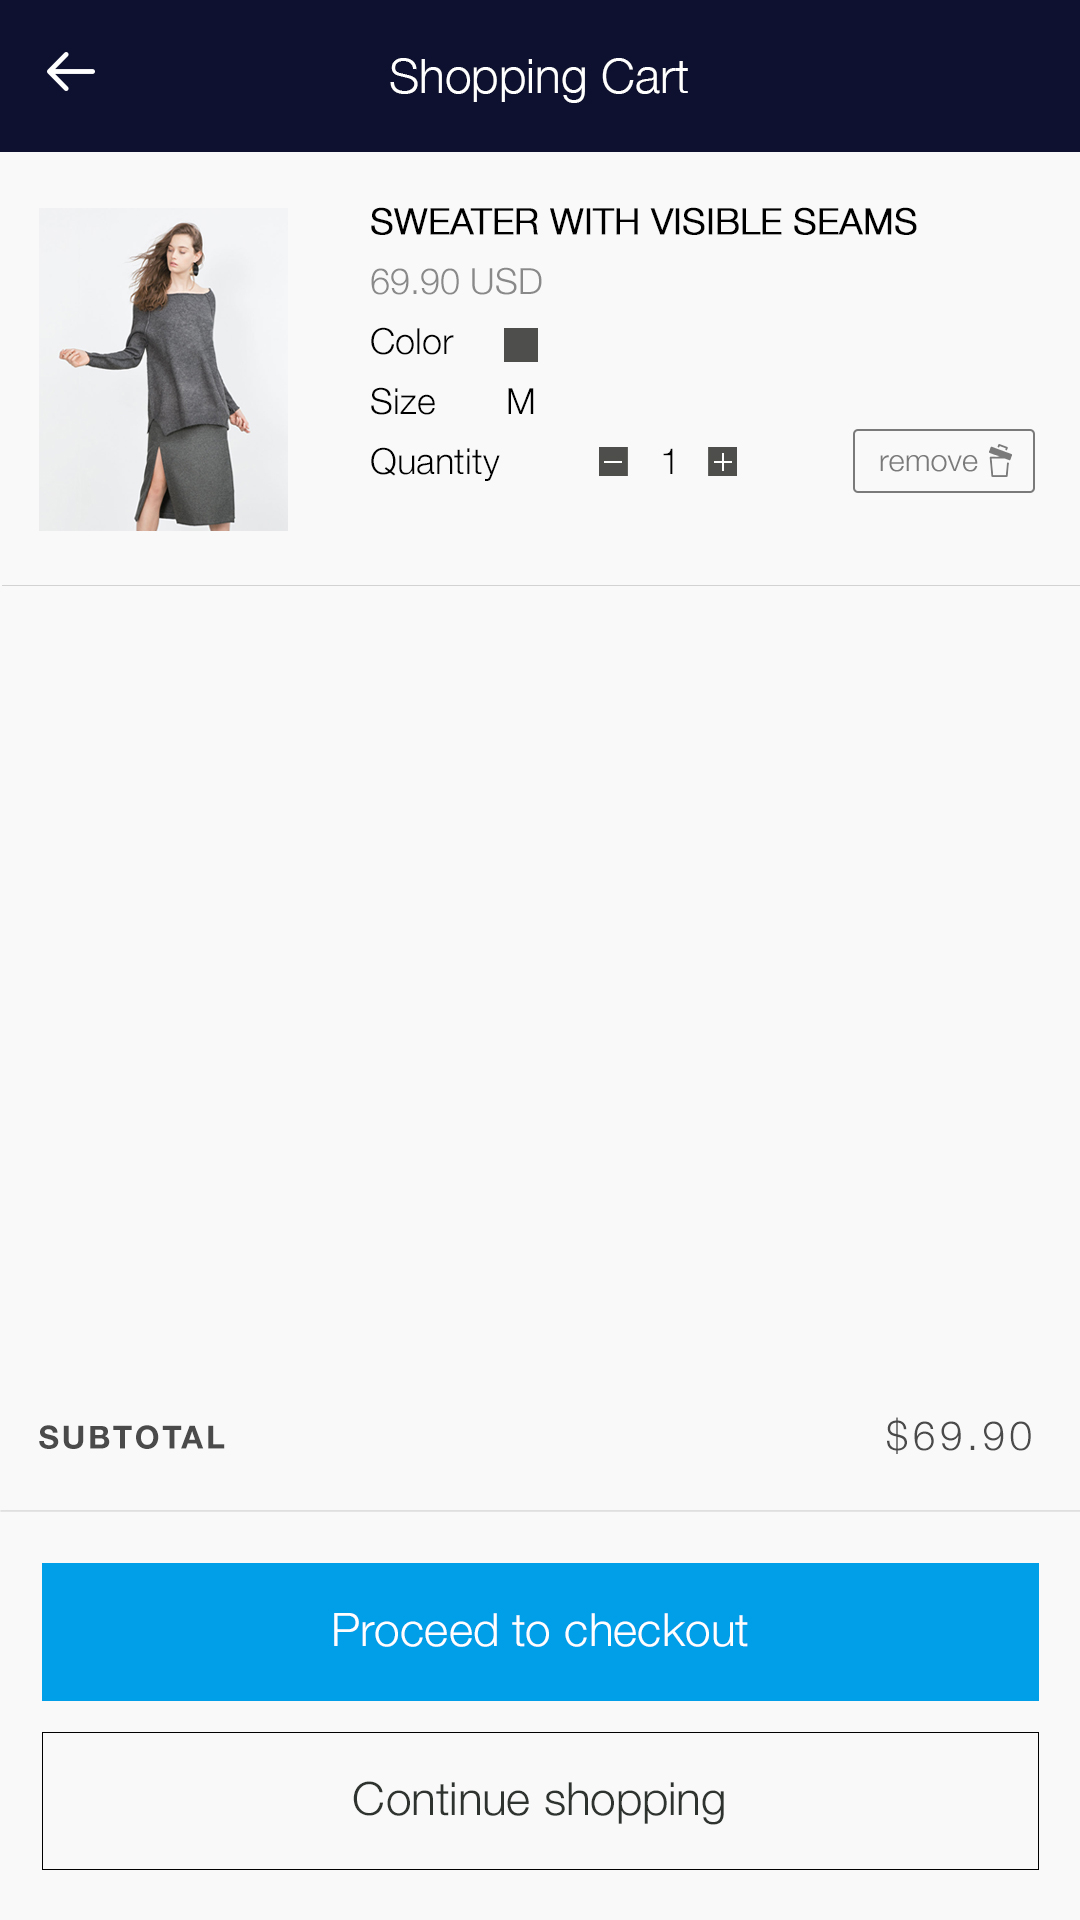 Shopping Cart
SWEATER WITH VISIBLE SEAMS
69.90 USD
Color
Size M
Quantity 1 remove
SUBTOTAL $69.90
Proceed to checkout
Continue shopping